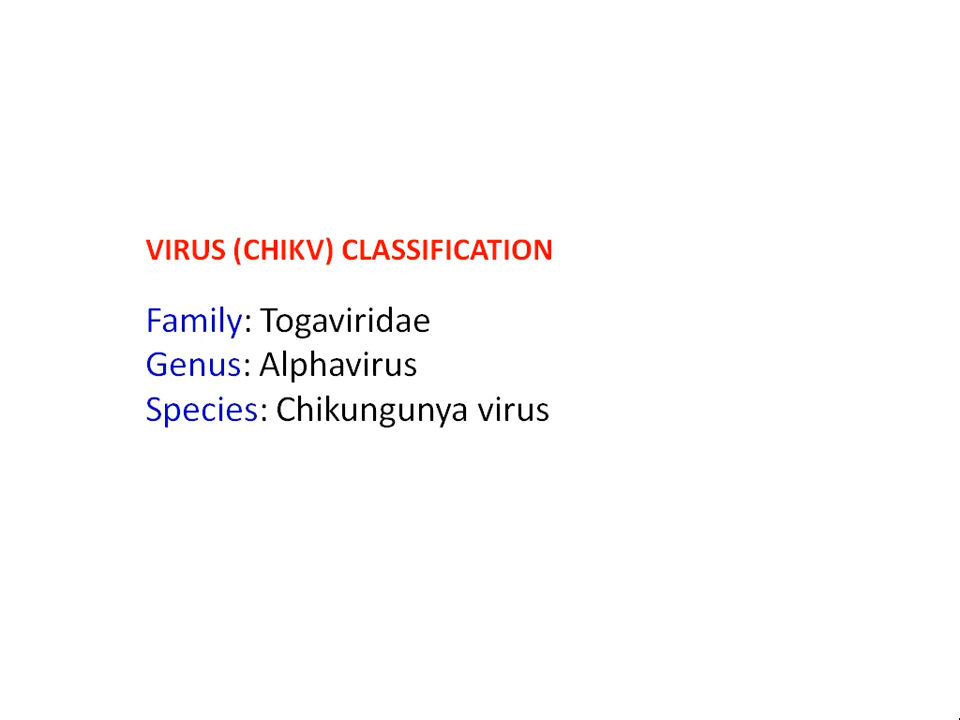 VIRUS (CHIKV) CLASSIFICATION
Family: Togaviridae
Genus: Alphavirus
Species: Chikungunya virus